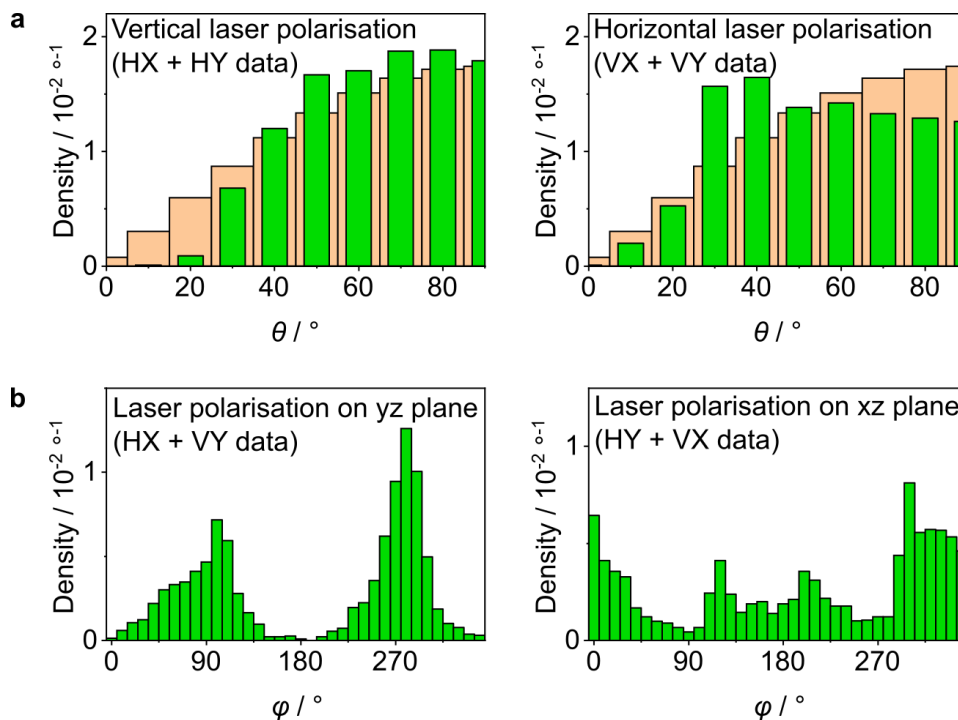 a
Vertical laser polarisation
(HX + HY data)
Density / 10⁻² °⁻¹
2
1
0
0 20 40 60 80
θ / °
Horizontal laser polarisation
(VX + VY data)
Density / 10⁻² °⁻¹
2
1
0
0 20 40 60 80
θ / °
b
Laser polarisation on yz plane
(HX + VY data)
Density / 10⁻² °⁻¹
1
0
0 90 180 270
φ / °
Laser polarisation on xz plane
(HY + VX data)
Density / 10⁻² °⁻¹
1
0
0 90 180 270
φ / °